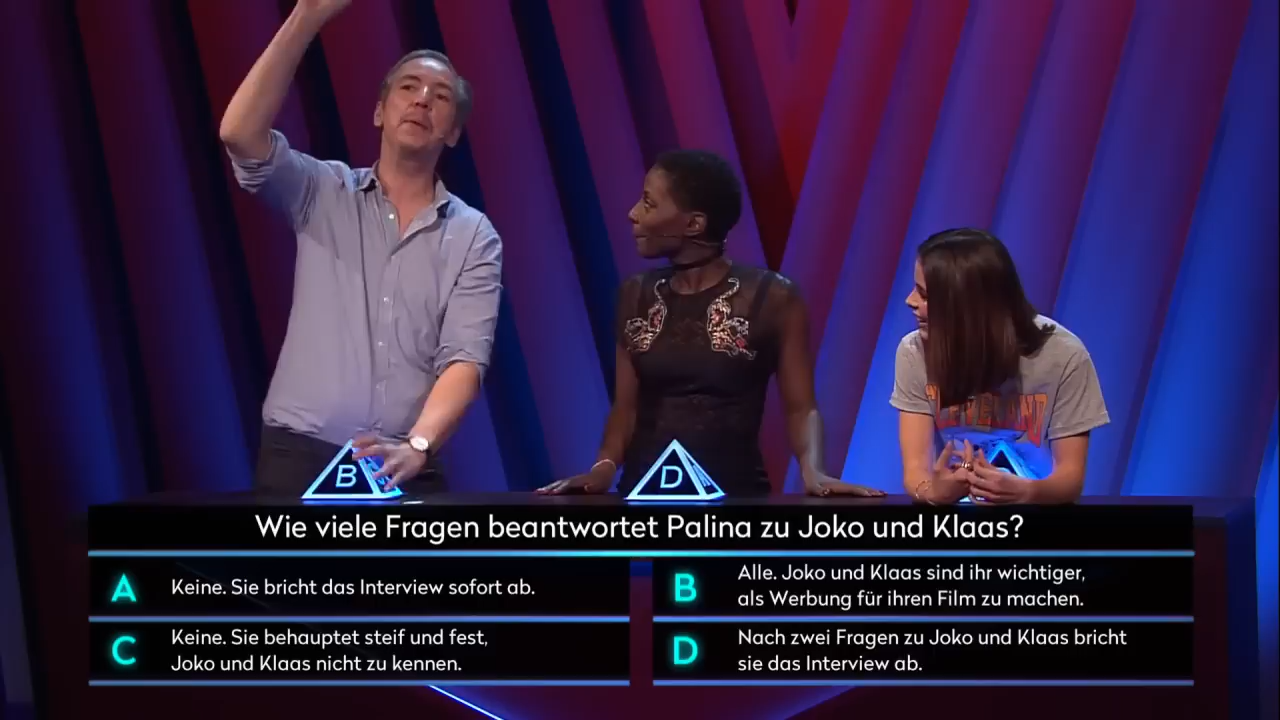 B
D
Wie viele Fragen beantwortet Palina zu Joko und Klaas?
A
Keine. Sie bricht das Interview sofort ab.
B
Alle. Joko und Klaas sind ihr wichtiger,
als Werbung für ihren Film zu machen.
C
Keine. Sie behauptet steif und fest,
Joko und Klaas nicht zu kennen.
D
Nach zwei Fragen zu Joko und Klaas bricht
sie das Interview ab.